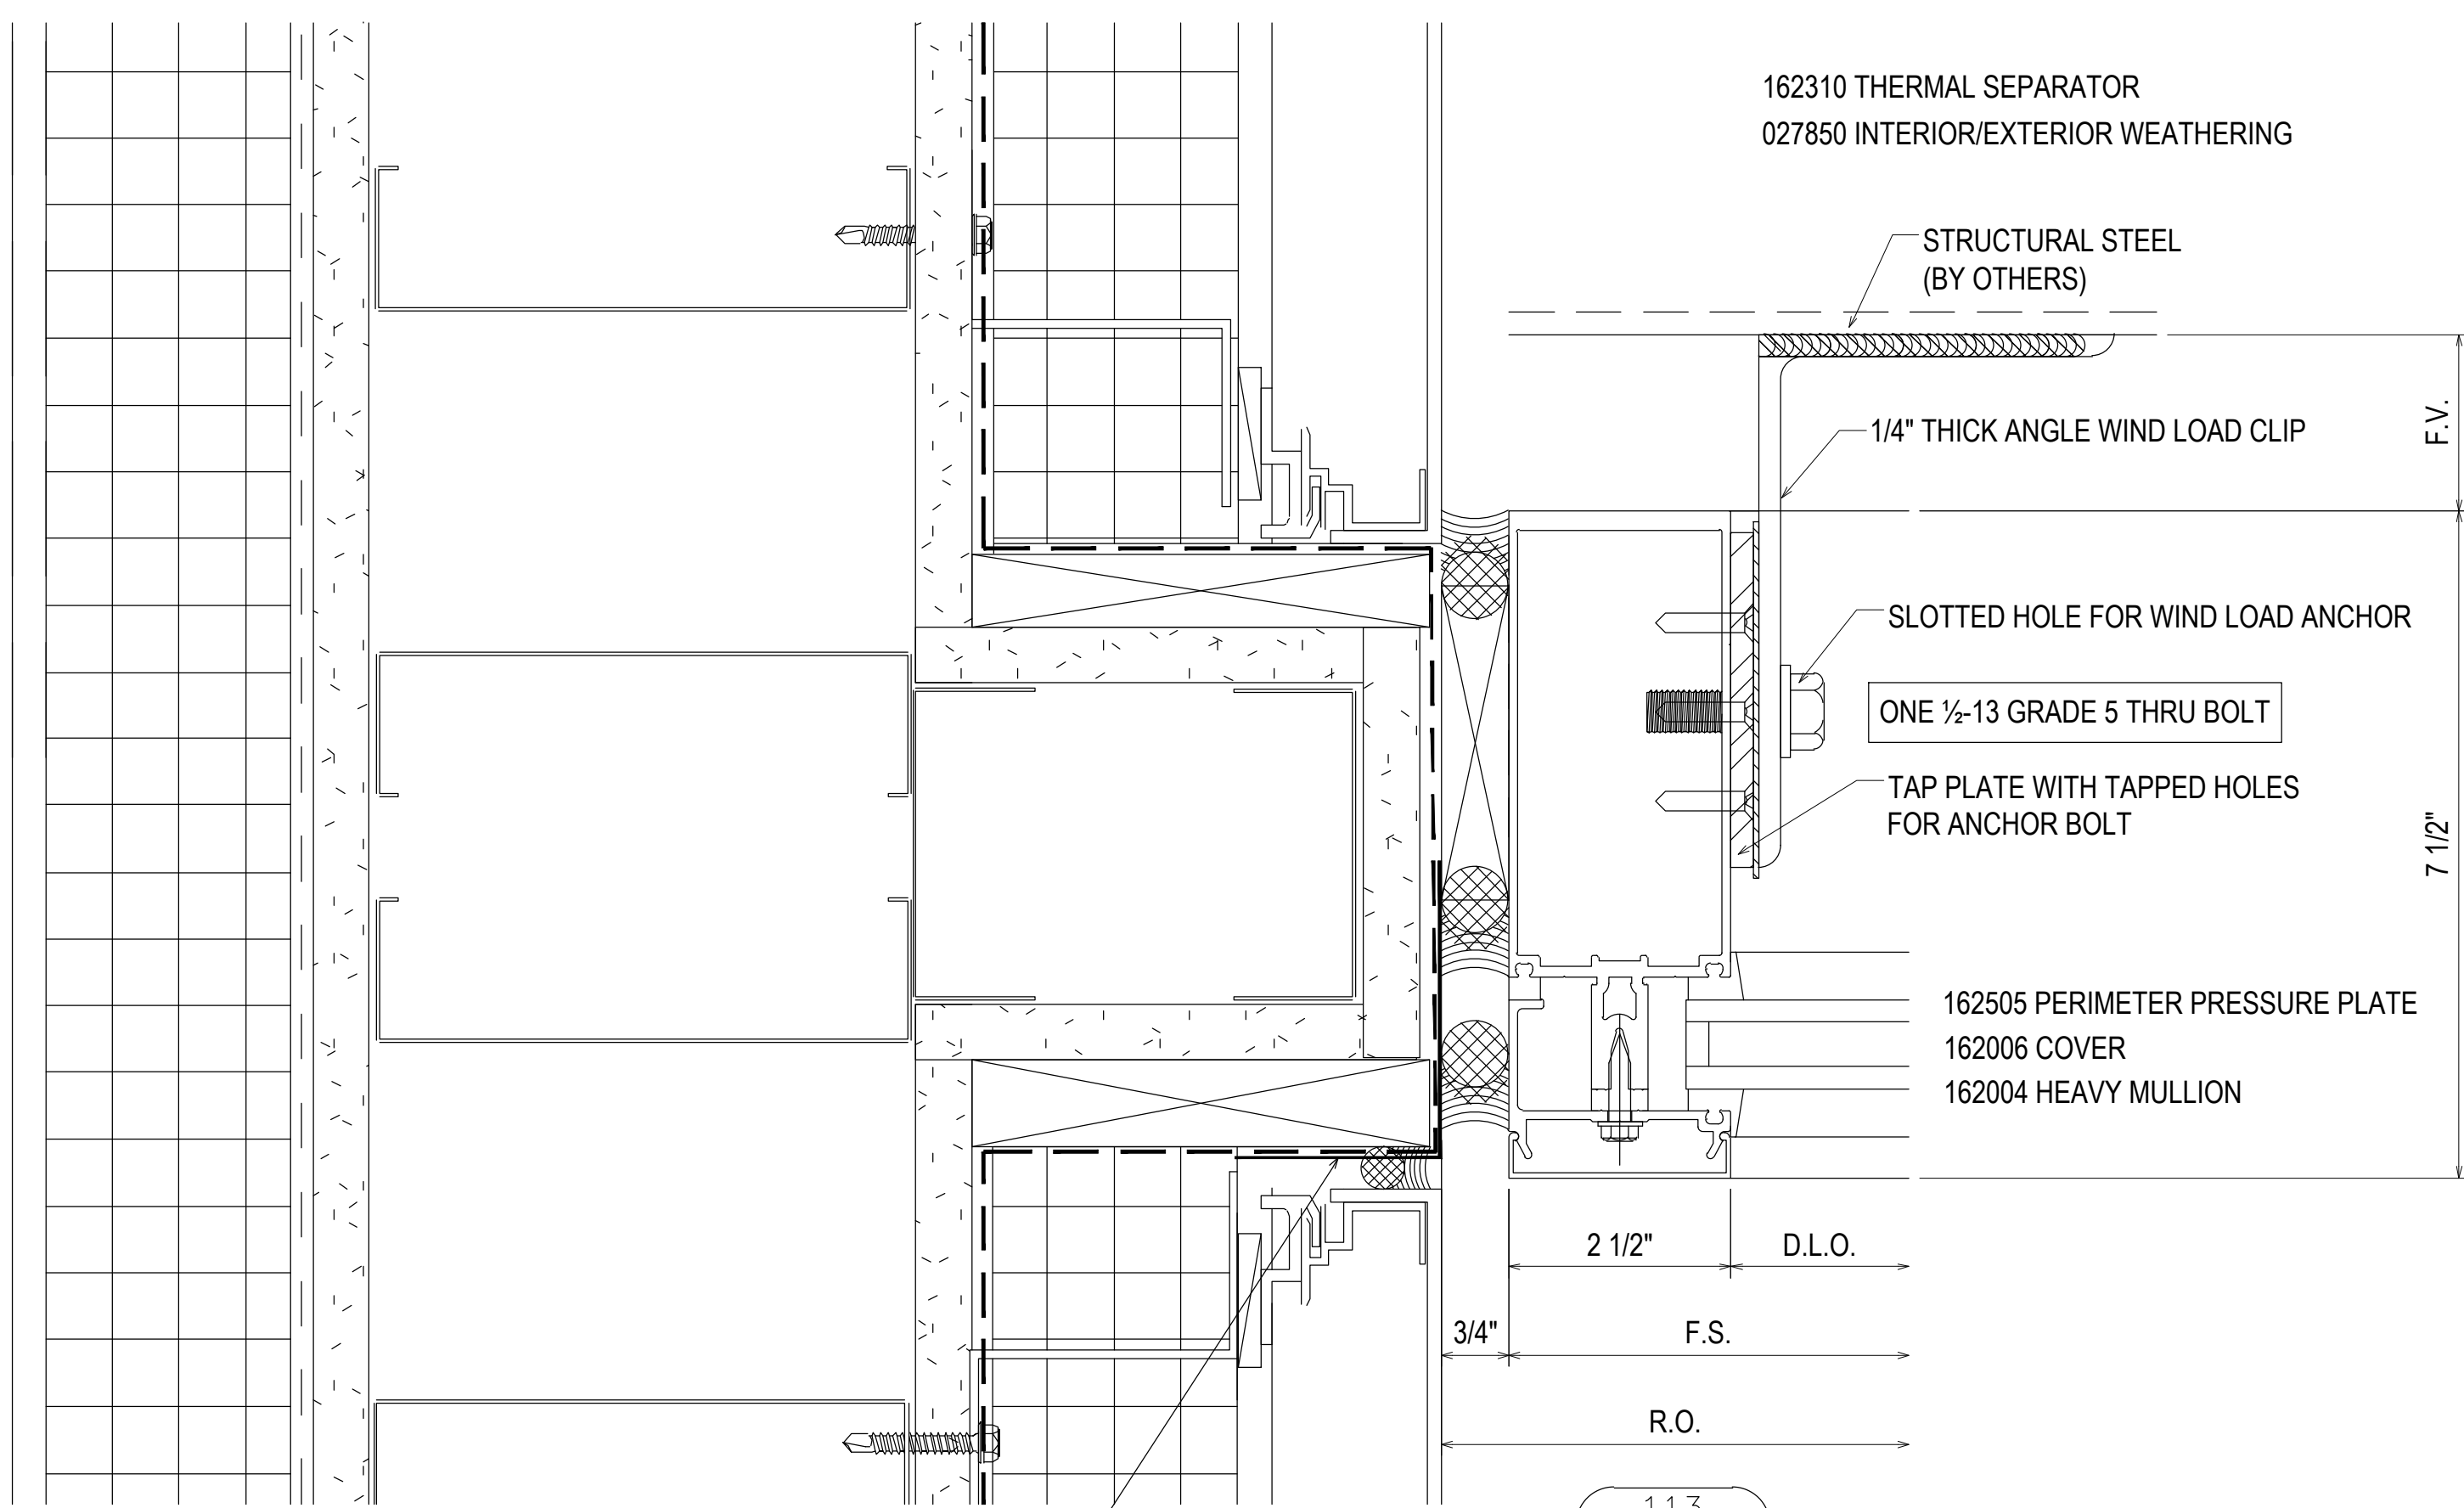 162310 THERMAL SEPARATOR
027850 INTERIOR/EXTERIOR WEATHERING
STRUCTURAL STEEL
(BY OTHERS)
F.V.
1/4" THICK ANGLE WIND LOAD CLIP
SLOTTED HOLE FOR WIND LOAD ANCHOR
ONE ½-13 GRADE 5 THRU BOLT
TAP PLATE WITH TAPPED HOLES
FOR ANCHOR BOLT
7 1/2"
162505 PERIMETER PRESSURE PLATE
162006 COVER
162004 HEAVY MULLION
2 1/2"
D.L.O.
3/4"
F.S.
R.O.
113